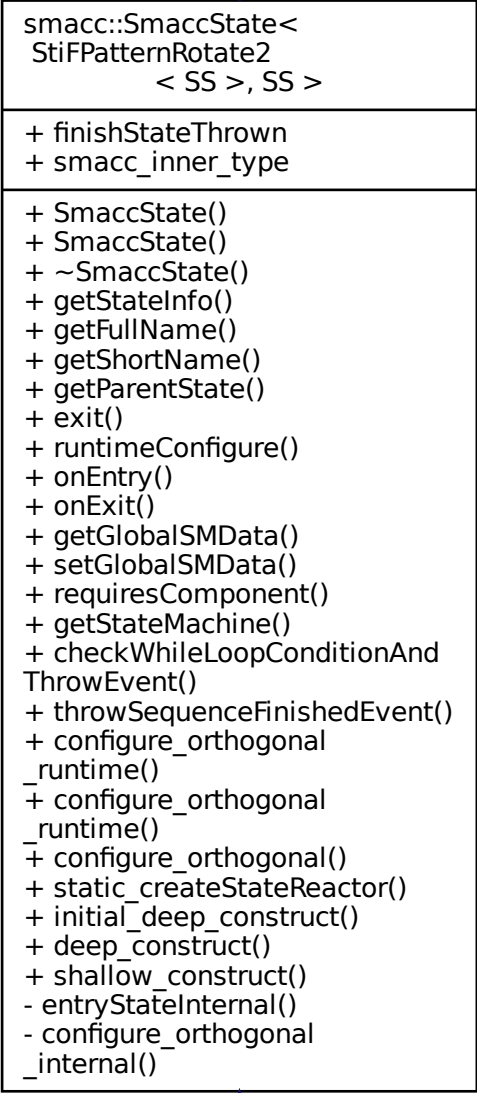 smacc::SmaccState<
StiFPatternRotate2
< SS >, SS >
+ finishStateThrown
+ smacc_inner_type
+ SmaccState()
+ SmaccState()
+ ~SmaccState()
+ getStateInfo()
+ getFullName()
+ getShortName()
+ getParentState()
+ exit()
+ runtimeConfigure()
+ onEntry()
+ onExit()
+ getGlobalSMData()
+ setGlobalSMData()
+ requiresComponent()
+ getStateMachine()
+ checkWhileLoopConditionAnd
ThrowEvent()
+ throwSequenceFinishedEvent()
+ configure_orthogonal
_runtime()
+ configure_orthogonal
_runtime()
+ configure_orthogonal()
+ static_createStateReactor()
+ initial_deep_construct()
+ deep_construct()
+ shallow_construct()
- entryStateInternal()
- configure_orthogonal
_internal()